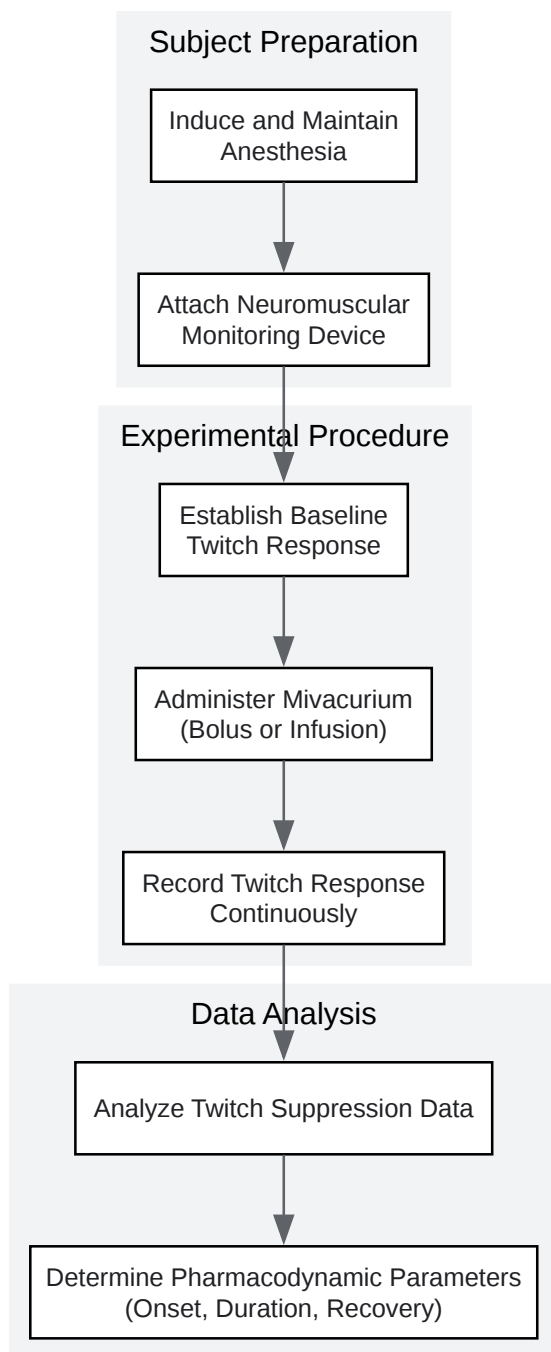 Subject Preparation
Induce and Maintain
Anesthesia
Attach Neuromuscular
Monitoring Device
Experimental Procedure
Establish Baseline
Twitch Response
Administer Mivacurium
(Bolus or Infusion)
Record Twitch Response
Continuously
Data Analysis
Analyze Twitch Suppression Data
Determine Pharmacodynamic Parameters
(Onset, Duration, Recovery)